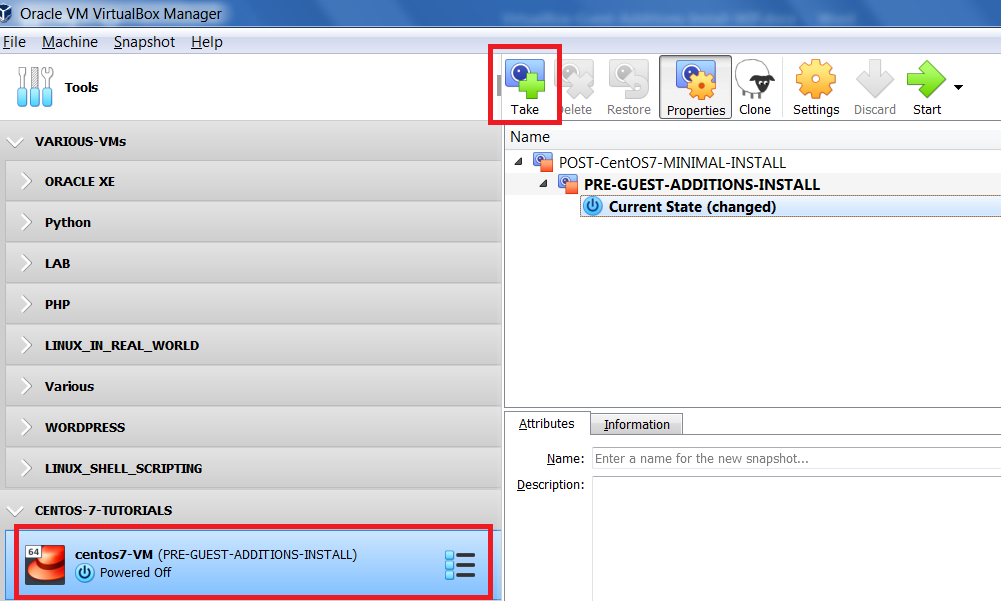 Oracle VM VirtualBox Manager
File Machine Snapshot Help
Tools
Take
Delete
Restore
Properties
Clone
Settings
Discard
Start
VARIOUS-VMs
ORACLE XE
Python
LAB
PHP
LINUX_IN_REAL_WORLD
Various
WORDPRESS
LINUX_SHELL_SCRIPTING
CENTOS-7-TUTORIALS
64
centos7-VM (PRE-GUEST-ADDITIONS-INSTALL)
Powered Off
Name
POST-CentOS7-MINIMAL-INSTALL
PRE-GUEST-ADDITIONS-INSTALL
Current State (changed)
Attributes
Information
Name: Enter a name for the new snapshot...
Description: